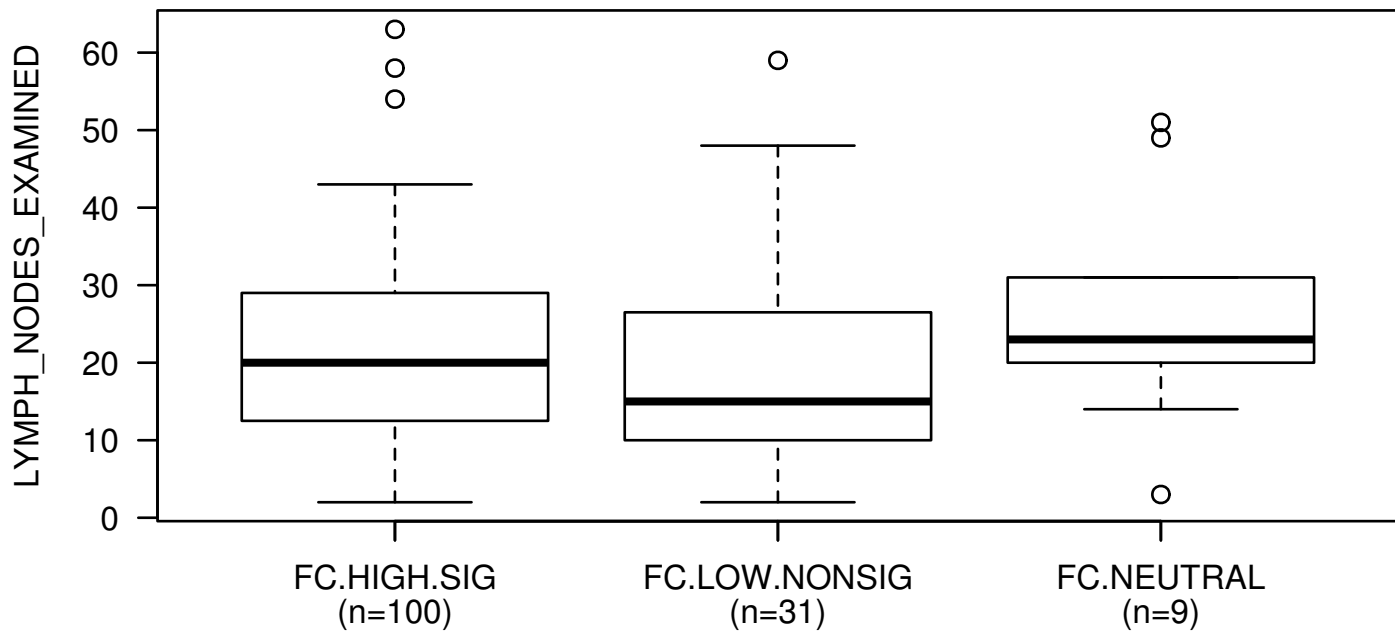 LYMPH_NODES_EXAMINED
60
50
40
30
20
10
0
FC.HIGH.SIG
(n=100)
FC.LOW.NONSIG
(n=31)
FC.NEUTRAL
(n=9)